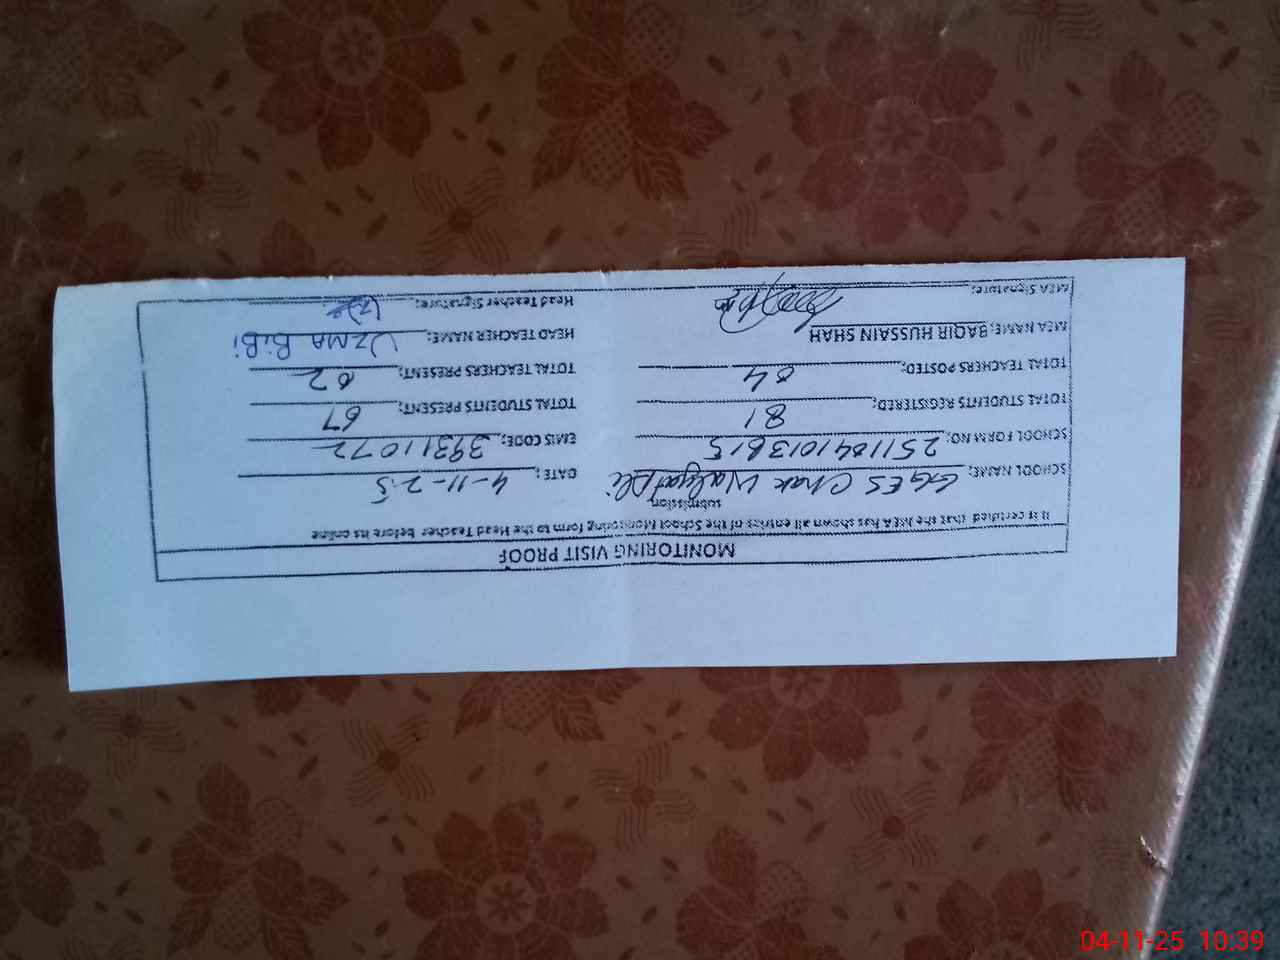 MONITORING VISIT PROOF
It is certified that the MEA has shown all entries of the School Monitoring form to the Head Teacher before its online
submission
SCHOOL NAME: GGES Chak Walyat Ali DATE: 4-11-25
SCHOOL FORM NO: 2511041013815 EMIS CODE: 39311072
TOTAL STUDENTS REGISTERED: 81 TOTAL STUDENTS PRESENT: 67
TOTAL TEACHERS POSTED: 04 TOTAL TEACHERS PRESENT: 02
MEA NAME: BAQIR HUSSAIN SHAH HEAD TEACHER NAME: UZMA BiBi
MEA Signature: Head Teacher Signature:
04-11-25 10:39